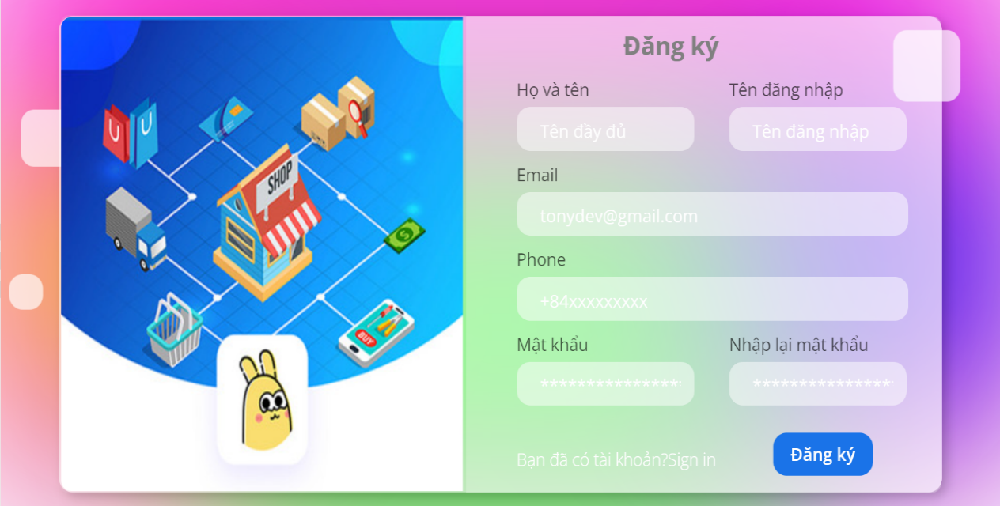 Đăng ký
Họ và tên
Tên đăng nhập
Tên đầy đủ
Tên đăng nhập
Email
tonydev@gmail.com
Phone
+84xxxxxxxxx
Mật khẩu
Nhập lại mật khẩu
***************
***************
Bạn đã có tài khoản?Sign in
Đăng ký
SHOP
BUY